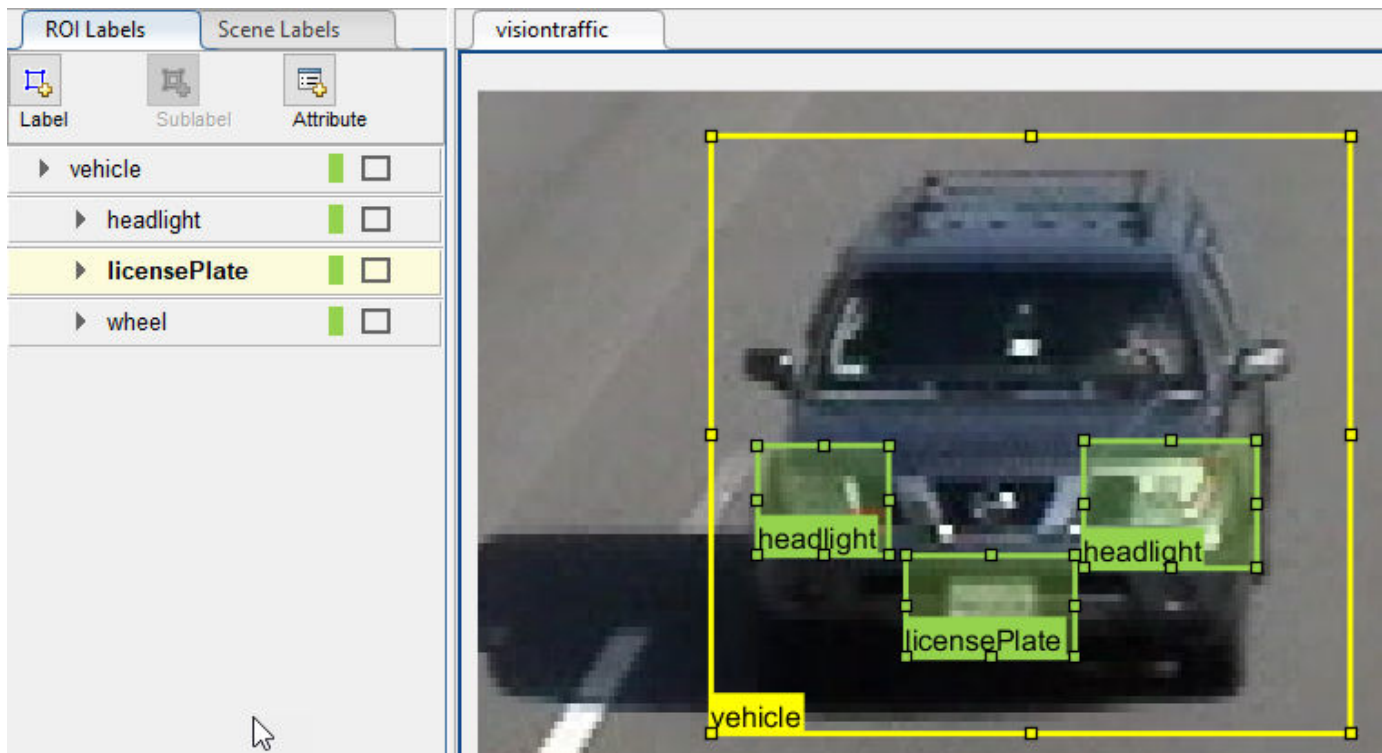 ROI Labels
Scene Labels
visiontraffic
Label
Sublabel
Attribute
vehicle
headlight
licensePlate
wheel
headlight
headlight
licensePlate
vehicle